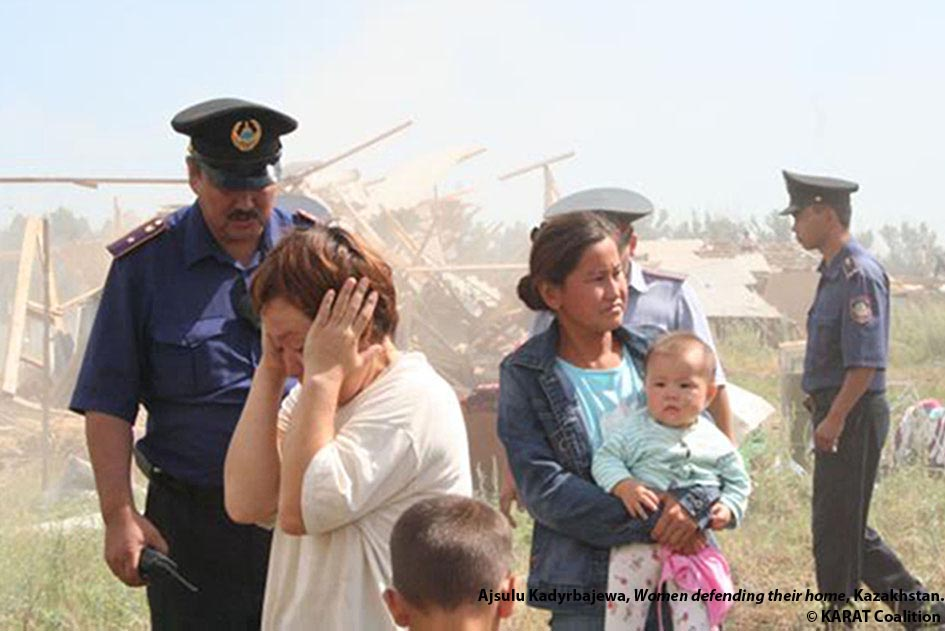 Ajsulu Kadyrbajewa, Women defending their home, Kazakhstan.
© KARAT Coalition